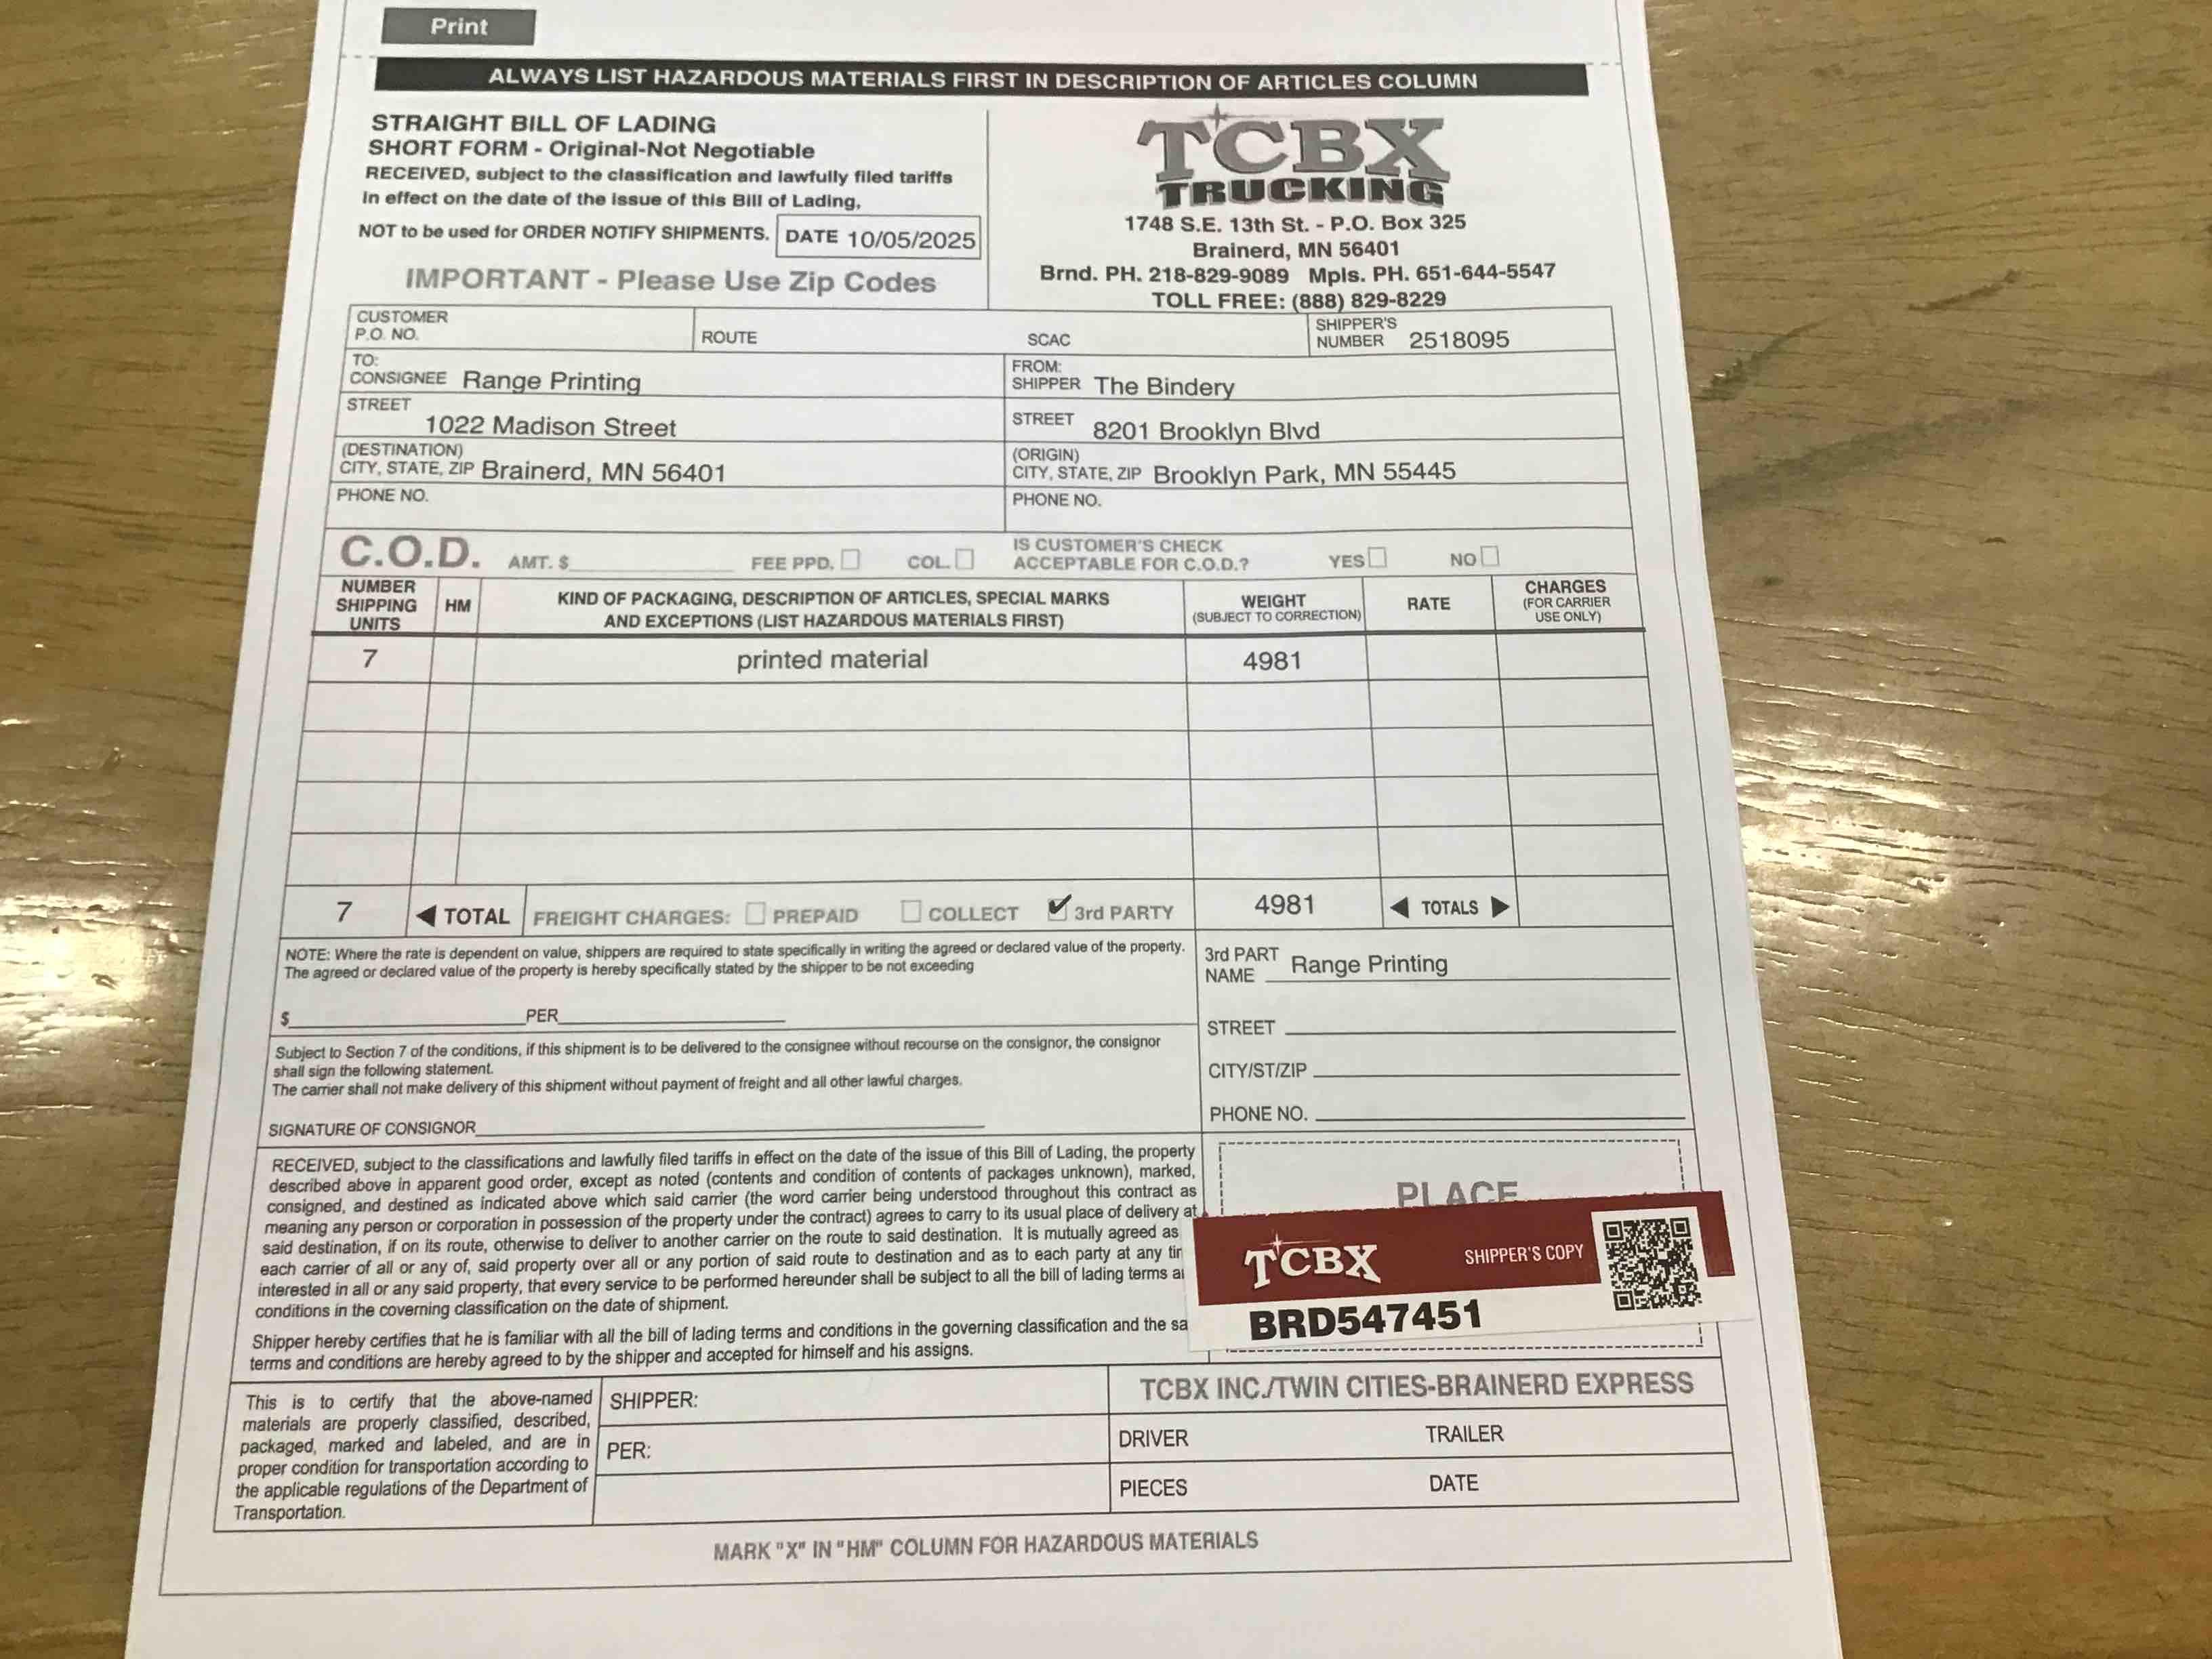 Print
ALWAYS LIST HAZARDOUS MATERIALS FIRST IN DESCRIPTION OF ARTICLES COLUMN
STRAIGHT BILL OF LADING
SHORT FORM - Original-Not Negotiable
RECEIVED, subject to the classification and lawfully filed tariffs
in effect on the date of the issue of this Bill of Lading,
NOT to be used for ORDER NOTIFY SHIPMENTS. DATE 10/05/2025
IMPORTANT - Please Use Zip Codes
TCBX
TRUCKING
1748 S.E. 13th St. - P.O. Box 325
Brainerd, MN 56401
Brnd. PH. 218-829-9089 Mpls. PH. 651-644-5547
TOLL FREE: (888) 829-8229
CUSTOMER
P.O. NO.
ROUTE
SCAC
SHIPPER'S
NUMBER 2518095
TO:
CONSIGNEE Range Printing
STREET
1022 Madison Street
(DESTINATION)
CITY, STATE, ZIP Brainerd, MN 56401
PHONE NO.
FROM:
SHIPPER The Bindery
STREET 8201 Brooklyn Blvd
(ORIGIN)
CITY, STATE, ZIP Brooklyn Park, MN 55445
PHONE NO.
C.O.D. AMT. $ FEE PPD. COL.
IS CUSTOMER'S CHECK
ACCEPTABLE FOR C.O.D.? YES NO
NUMBER
SHIPPING
UNITS
HM
KIND OF PACKAGING, DESCRIPTION OF ARTICLES, SPECIAL MARKS
AND EXCEPTIONS (LIST HAZARDOUS MATERIALS FIRST)
WEIGHT
(SUBJECT TO CORRECTION)
RATE
CHARGES
(FOR CARRIER
USE ONLY)
7 printed material 4981
7 ◀ TOTAL FREIGHT CHARGES: PREPAID COLLECT ✔ 3rd PARTY 4981 ◀ TOTALS ▶
NOTE: Where the rate is dependent on value, shippers are required to state specifically in writing the agreed or declared value of the property.
The agreed or declared value of the property is hereby specifically stated by the shipper to be not exceeding
$ PER
Subject to Section 7 of the conditions, if this shipment is to be delivered to the consignee without recourse on the consignor, the consignor
shall sign the following statement.
The carrier shall not make delivery of this shipment without payment of freight and all other lawful charges.
SIGNATURE OF CONSIGNOR
3rd PART
NAME Range Printing
STREET
CITY/ST/ZIP
PHONE NO.
RECEIVED, subject to the classifications and lawfully filed tariffs in effect on the date of the issue of this Bill of Lading, the property
described above in apparent good order, except as noted (contents and condition of contents of packages unknown), marked,
consigned, and destined as indicated above which said carrier (the word carrier being understood throughout this contract as
meaning any person or corporation in possession of the property under the contract) agrees to carry to its usual place of delivery at
said destination, if on its route, otherwise to deliver to another carrier on the route to said destination. It is mutually agreed as
each carrier of all or any of, said property over all or any portion of said route to destination and as to each party at any tir
interested in all or any said property, that every service to be performed hereunder shall be subject to all the bill of lading terms a
conditions in the coverning classification on the date of shipment.
Shipper hereby certifies that he is familiar with all the bill of lading terms and conditions in the governing classification and the sa
terms and conditions are hereby agreed to by the shipper and accepted for himself and his assigns.
PLACE
TCBX SHIPPER'S COPY
BRD547451
This is to certify that the above-named
materials are properly classified, described,
packaged, marked and labeled, and are in
proper condition for transportation according to
the applicable regulations of the Department of
Transportation.
SHIPPER:
PER:
TCBX INC./TWIN CITIES-BRAINERD EXPRESS
DRIVER TRAILER
PIECES DATE
MARK "X" IN "HM" COLUMN FOR HAZARDOUS MATERIALS